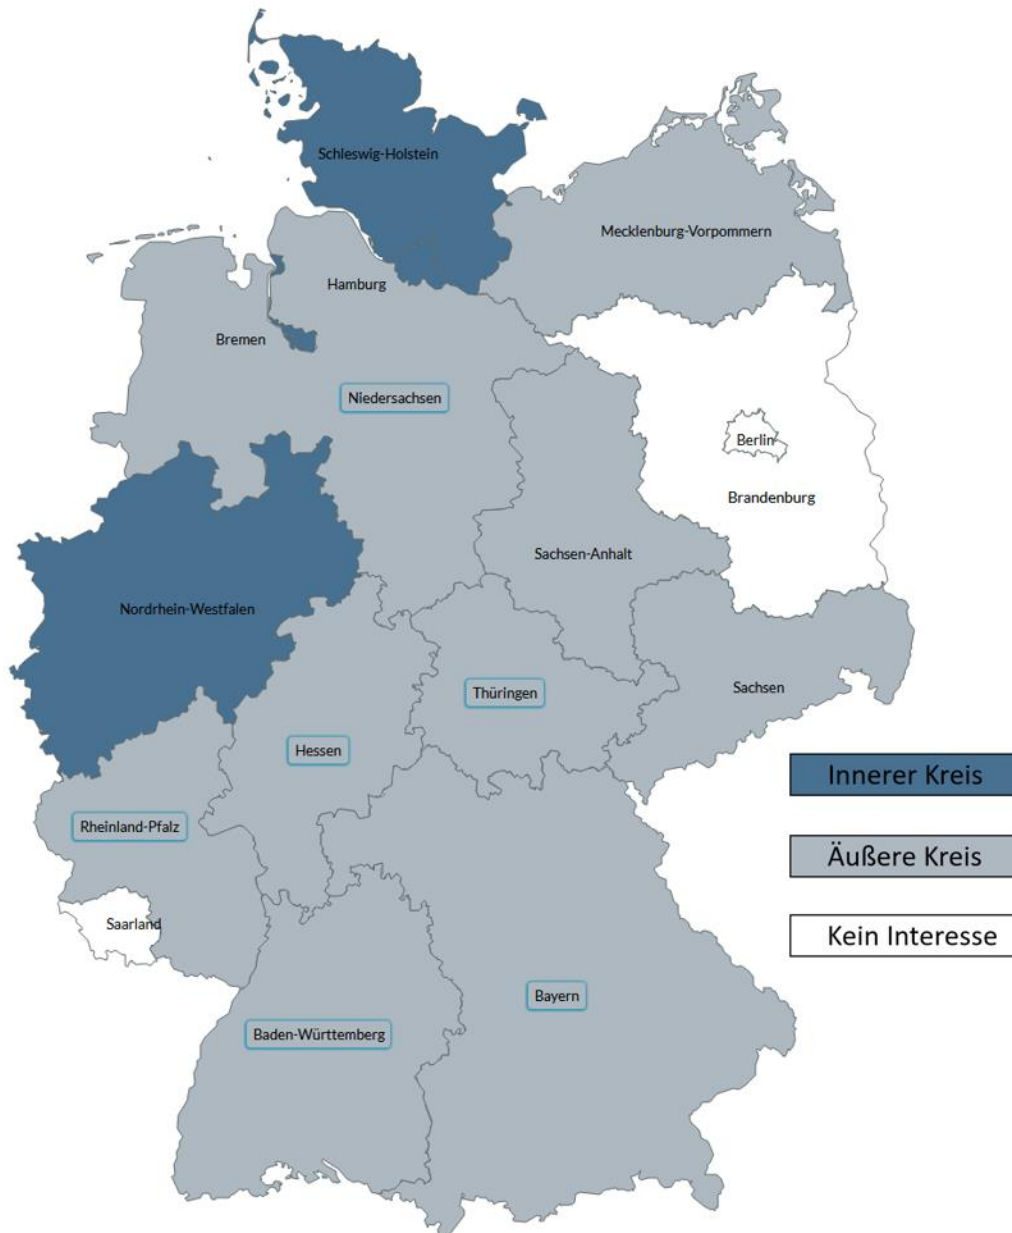 Schleswig-Holstein
Mecklenburg-Vorpommern
Hamburg
Bremen
Niedersachsen
Berlin
Brandenburg
Sachsen-Anhalt
Nordrhein-Westfalen
Sachsen
Thüringen
Hessen
Innerer Kreis
Rheinland-Pfalz
Äußere Kreis
Saarland
Kein Interesse
Bayern
Baden-Württemberg